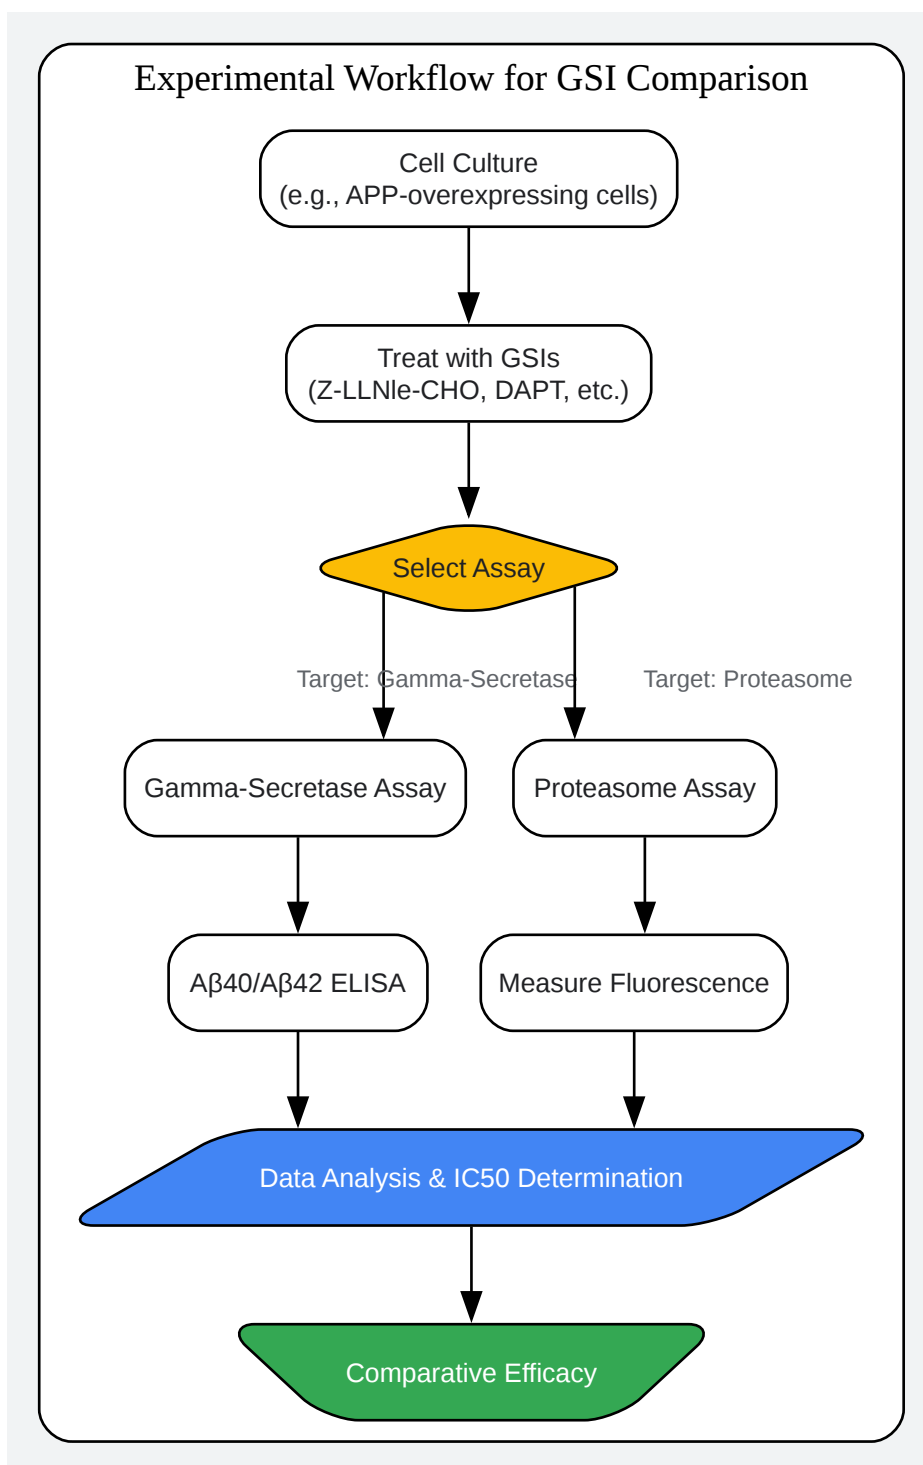 Experimental Workflow for GSI Comparison
Cell Culture
(e.g., APP-overexpressing cells)
Treat with GSIs
(Z-LLNle-CHO, DAPT, etc.)
Select Assay
Target: Gamma-Secretase
Target: Proteasome
Gamma-Secretase Assay
Proteasome Assay
Aβ40/Aβ42 ELISA
Measure Fluorescence
Data Analysis & IC50 Determination
Comparative Efficacy